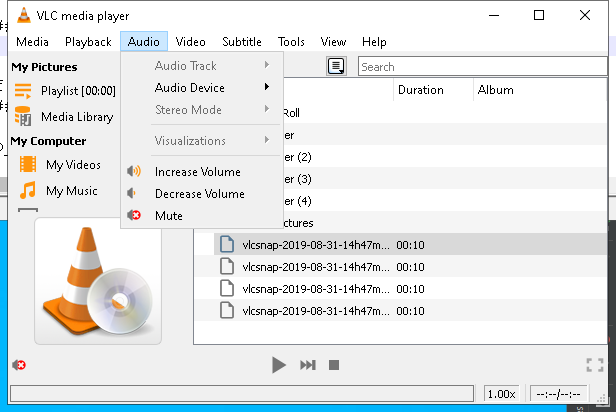 VLC media player
Media Playback Audio Video Subtitle Tools View Help
My Pictures
Playlist [00:00]
Media Library
My Computer
My Videos
My Music
Audio Track
Audio Device
Stereo Mode
Visualizations
Increase Volume
Decrease Volume
Mute
Search
Duration Album
Roll
er
er (2)
er (3)
er (4)
ctures
vlcsnap-2019-08-31-14h47m... 00:10
vlcsnap-2019-08-31-14h47m... 00:10
vlcsnap-2019-08-31-14h47m... 00:10
vlcsnap-2019-08-31-14h47m... 00:10
1.00x --:--/--:--